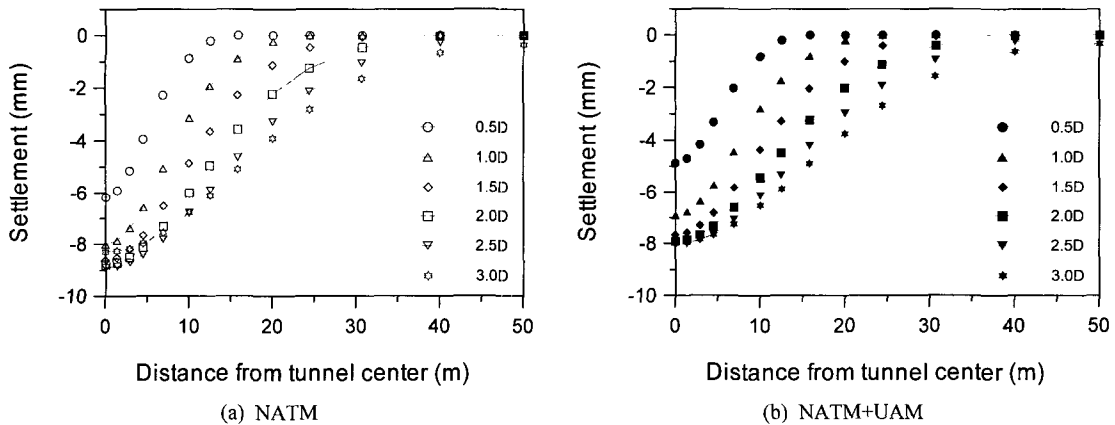 0
-2
-4
-6
-8
-10
Settlement (mm)
0.5D
1.0D
1.5D
2.0D
2.5D
3.0D
0 10 20 30 40 50
Distance from tunnel center (m)
(a) NATM
0
-2
-4
-6
-8
-10
Settlement (mm)
0.5D
1.0D
1.5D
2.0D
2.5D
3.0D
0 10 20 30 40 50
Distance from tunnel center (m)
(b) NATM+UAM